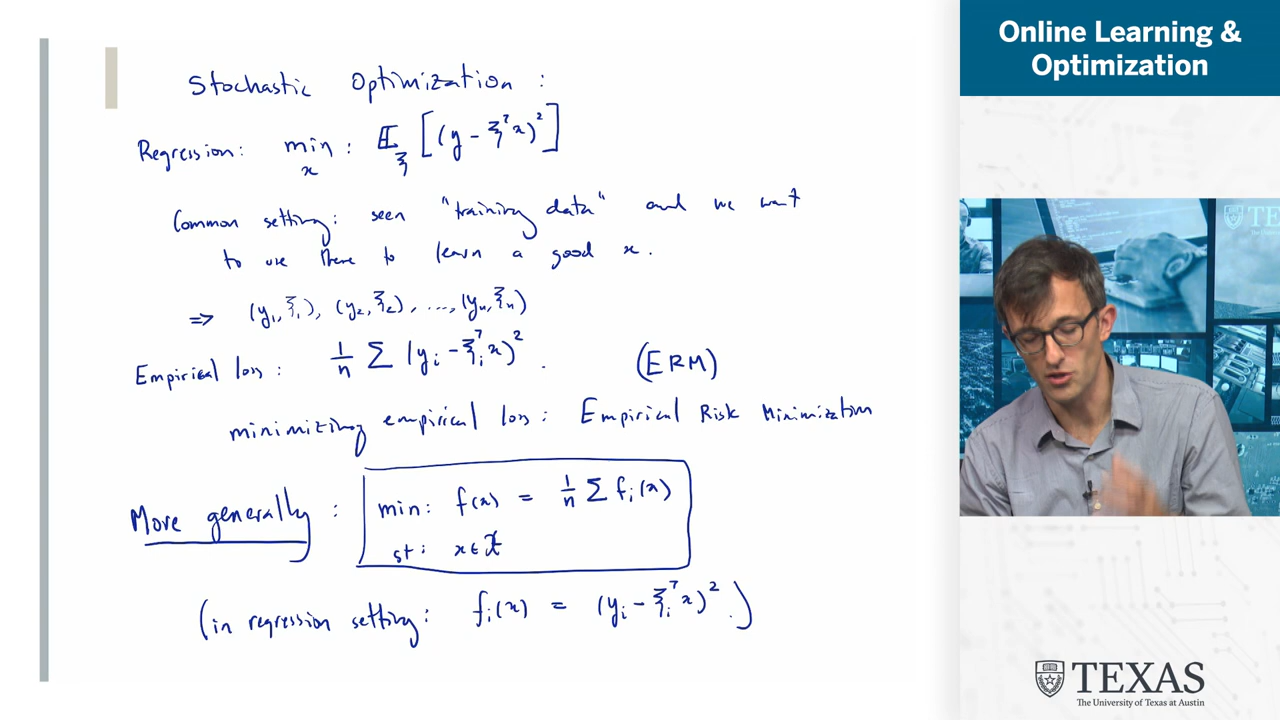 Stochastic Optimization :
Regression: min_x : 𝔼_ξ [(y - ξᵀx)²]
Common setting: seen "training data" and we want
to use these to learn a good x.
⇒ (y₁, ξ₁), (y₂, ξ₂), ..., (yₙ, ξₙ)
Empirical loss : 1/n Σ (yᵢ - ξᵢᵀx)² . (ERM)
minimizing empirical loss : Empirical Risk Minimization
More generally : min: f(x) = 1/n Σ fᵢ(x)
st: x ∈ 𝒳
(in regression setting: fᵢ(x) = (yᵢ - ξᵢᵀx)².)
Online Learning &
Optimization
TEXAS
The University of Texas at Austin